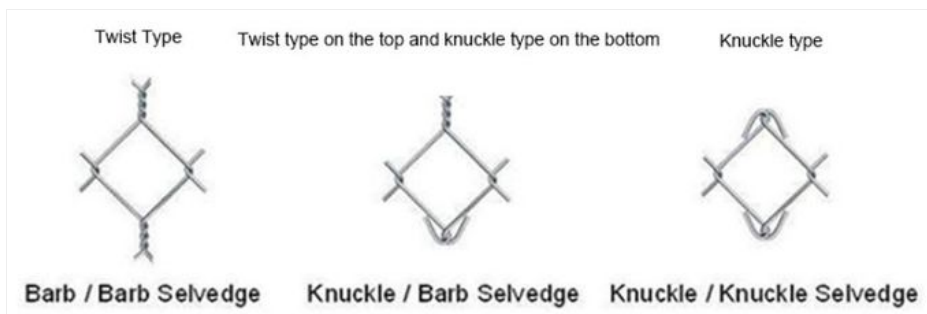 Twist Type
Twist type on the top and knuckle type on the bottom
Knuckle type
Barb / Barb Selvedge
Knuckle / Barb Selvedge
Knuckle / Knuckle Selvedge